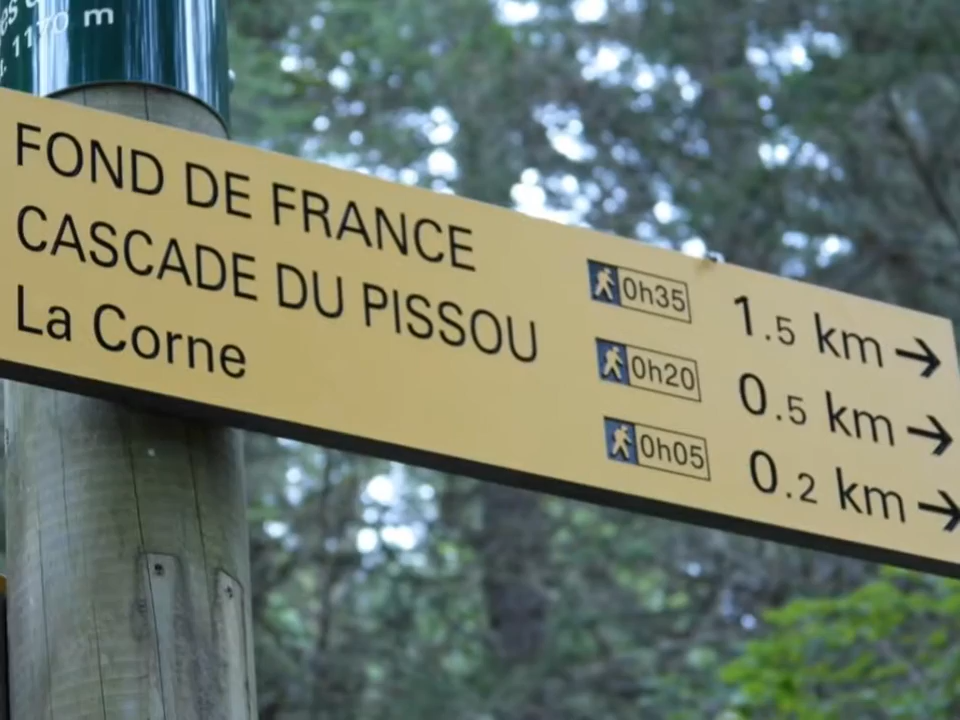 1170 m
FOND DE FRANCE 0h35 1.5 km →
CASCADE DU PISSOU 0h20 0.5 km →
La Corne 0h05 0.2 km →